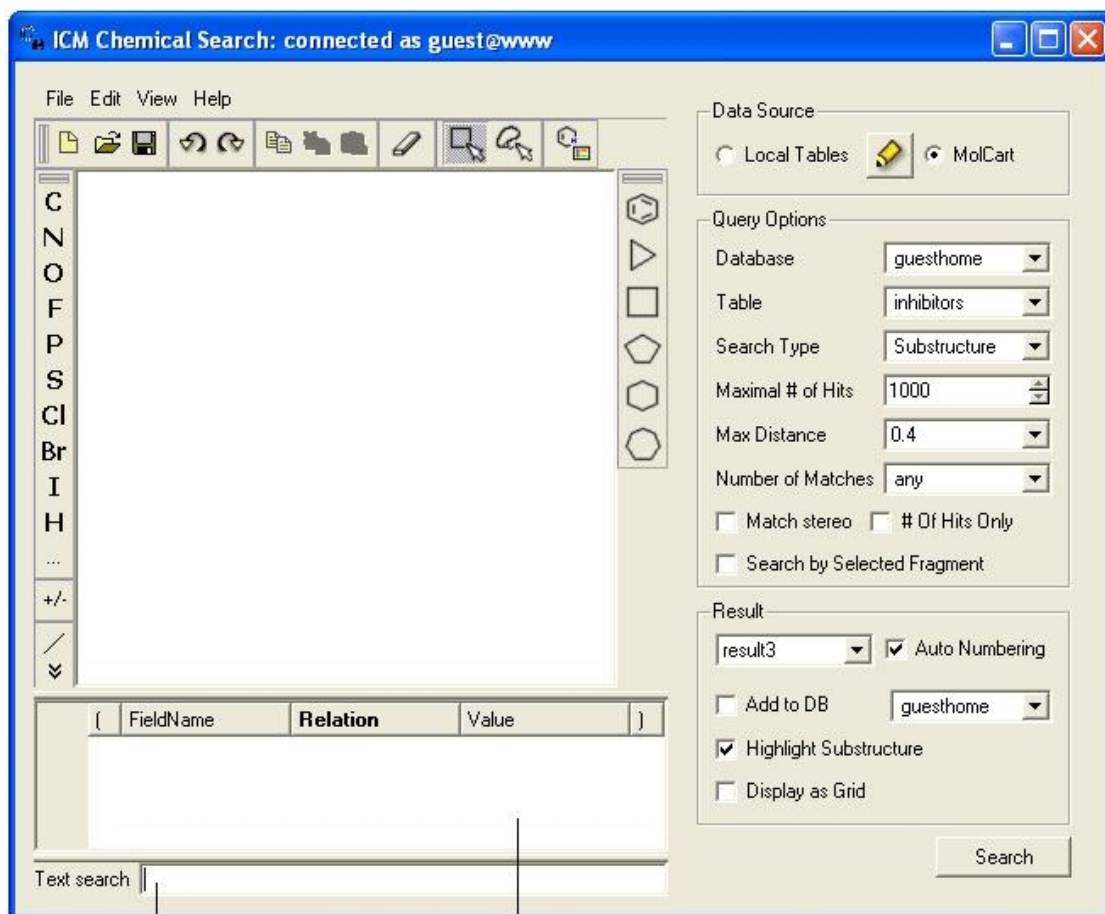 ICM Chemical Search: connected as guest@www
File Edit View Help
C
N
O
F
P
S
Cl
Br
I
H
...
+/-
( FieldName Relation Value )
Text search
Data Source
Local Tables MolCart
Query Options
Database guesthome
Table inhibitors
Search Type Substructure
Maximal # of Hits 1000
Max Distance 0.4
Number of Matches any
Match stereo # Of Hits Only
Search by Selected Fragment
Result
result3 Auto Numbering
Add to DB guesthome
Highlight Substructure
Display as Grid
Search